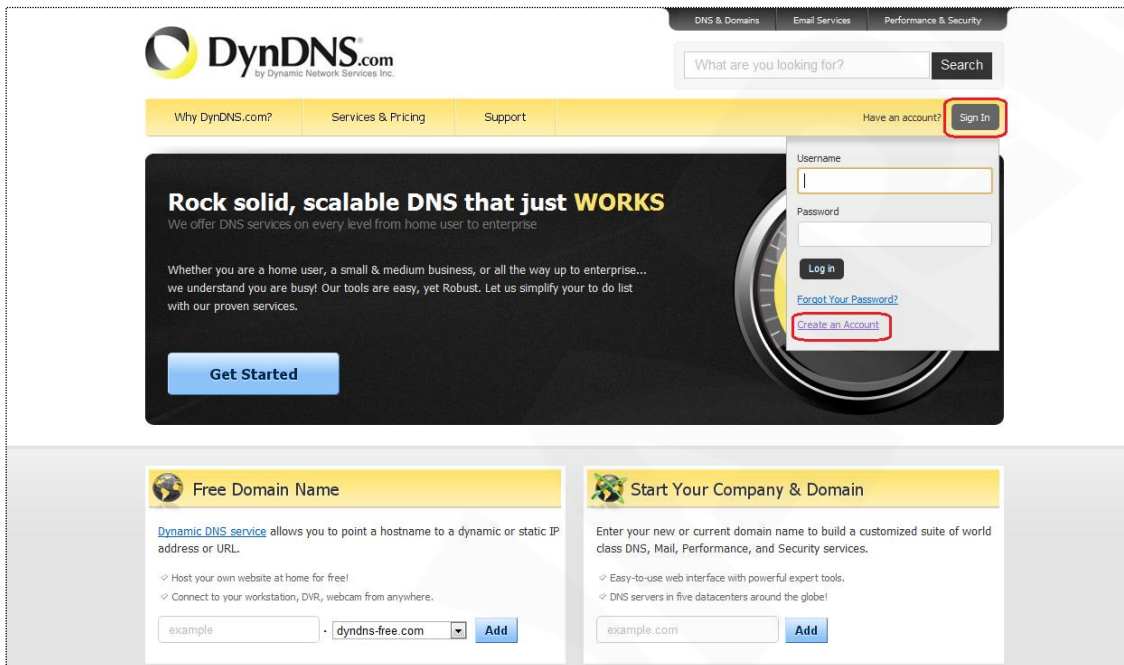 DNS & Domains Email Services Performance & Security
DynDNS.com
by Dynamic Network Services Inc.
What are you looking for? Search
Why DynDNS.com? Services & Pricing Support Have an account? Sign In
Username
Password
Log in
Forgot Your Password?
Create an Account
Rock solid, scalable DNS that just WORKS
We offer DNS services on every level from home user to enterprise
Whether you are a home user, a small & medium business, or all the way up to enterprise...
we understand you are busy! Our tools are easy, yet Robust. Let us simplify your to do list
with our proven services.
Get Started
Free Domain Name
Dynamic DNS service allows you to point a hostname to a dynamic or static IP
address or URL.
Host your own website at home for free!
Connect to your workstation, DVR, webcam from anywhere.
example . dyndns-free.com Add
Start Your Company & Domain
Enter your new or current domain name to build a customized suite of world
class DNS, Mail, Performance, and Security services.
Easy-to-use web interface with powerful expert tools.
DNS servers in five datacenters around the globe!
example.com Add